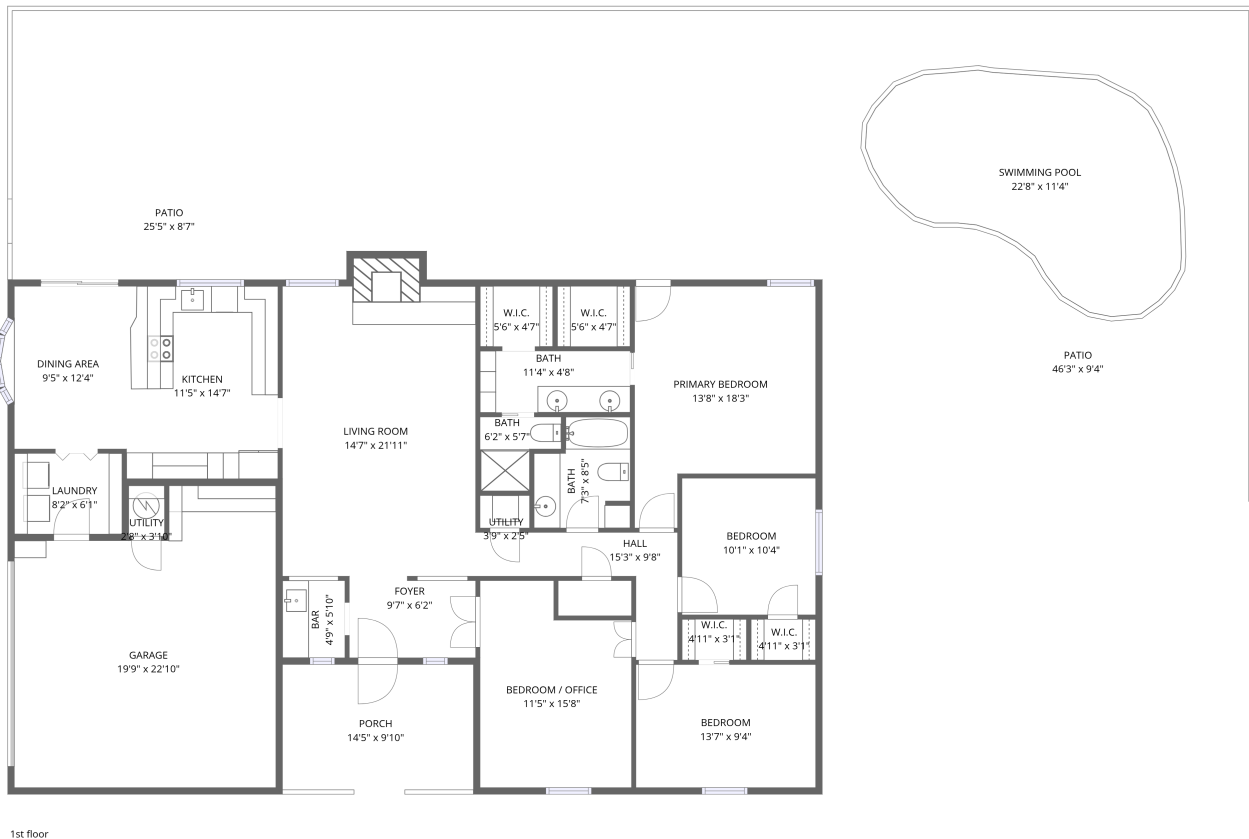 SWIMMING POOL
22'8" x 11'4"
PATIO
25'5" x 8'7"
W.I.C.
5'6" x 4'7"
W.I.C.
5'6" x 4'7"
PATIO
46'3" x 9'4"
DINING AREA
9'5" x 12'4"
KITCHEN
11'5" x 14'7"
BATH
11'4" x 4'8"
PRIMARY BEDROOM
13'8" x 18'3"
LIVING ROOM
14'7" x 21'11"
BATH
6'2" x 5'7"
BATH
7'3" x 8'5"
LAUNDRY
8'2" x 6'1"
UTILITY
2'8" x 3'10"
UTILITY
3'9" x 2'5"
HALL
15'3" x 9'8"
BEDROOM
10'1" x 10'4"
FOYER
9'7" x 6'2"
BAR
4'9" x 5'10"
W.I.C.
4'11" x 3'1"
W.I.C.
4'11" x 3'1"
GARAGE
19'9" x 22'10"
BEDROOM / OFFICE
11'5" x 15'8"
PORCH
14'5" x 9'10"
BEDROOM
13'7" x 9'4"
1st floor